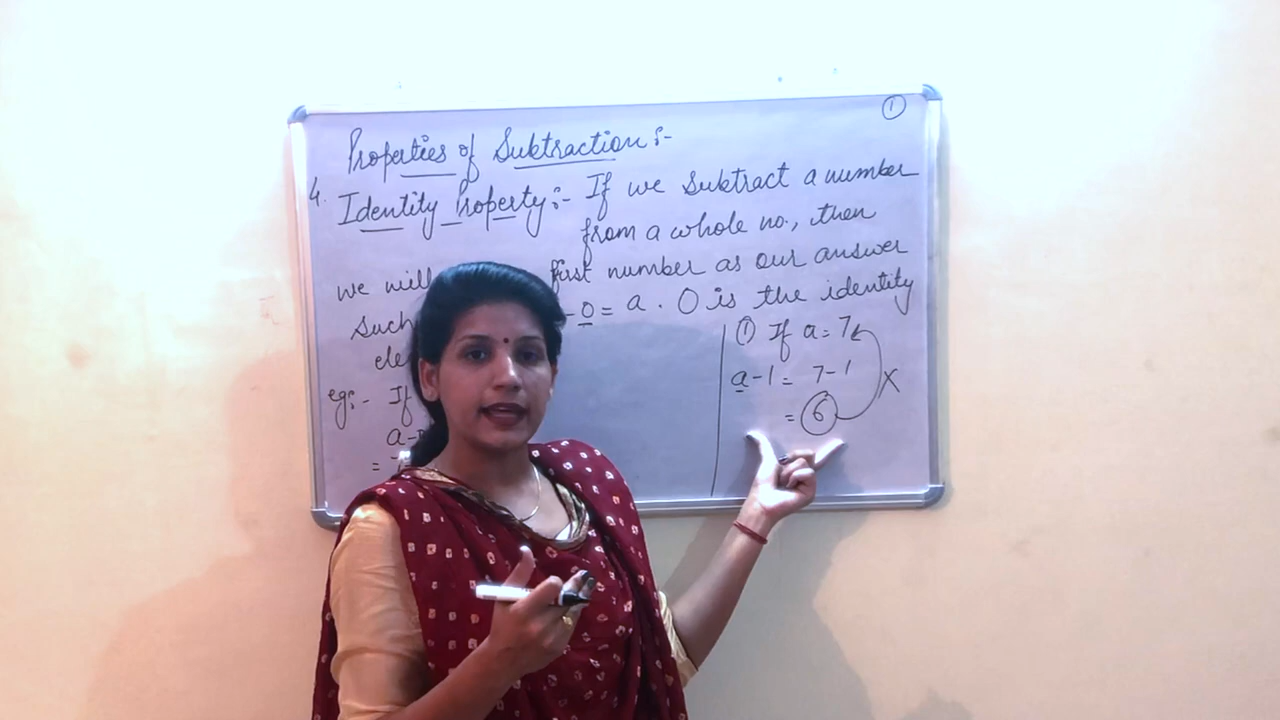 ①
Properties of Subtraction :-
4. Identity Property :- If we subtract a number
from a whole no., then
we will first number as our answer
such - 0 = a . 0 is the identity
ele
eg:- If
a-
=
① If a = 7
a-1 = 7-1 X
= 6